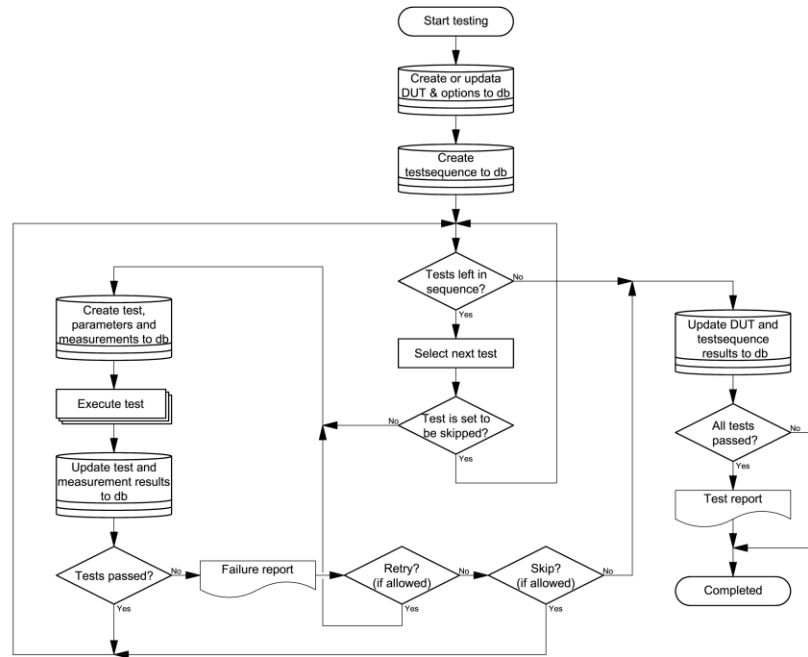 Start testing
Create or updata
DUT & options to db
Create
testsequence to db
Tests left in
sequence?
No
Yes
Create test,
parameters and
measurements to db
Select next test
Update DUT and
testsequence
results to db
Execute test
No
Test is set to
be skipped?
Yes
All tests
passed?
No
Yes
Update test and
measurement results
to db
Test report
Tests passed?
No
Yes
Failure report
Retry?
(if allowed)
No
Yes
Skip?
(if allowed)
No
Yes
Completed